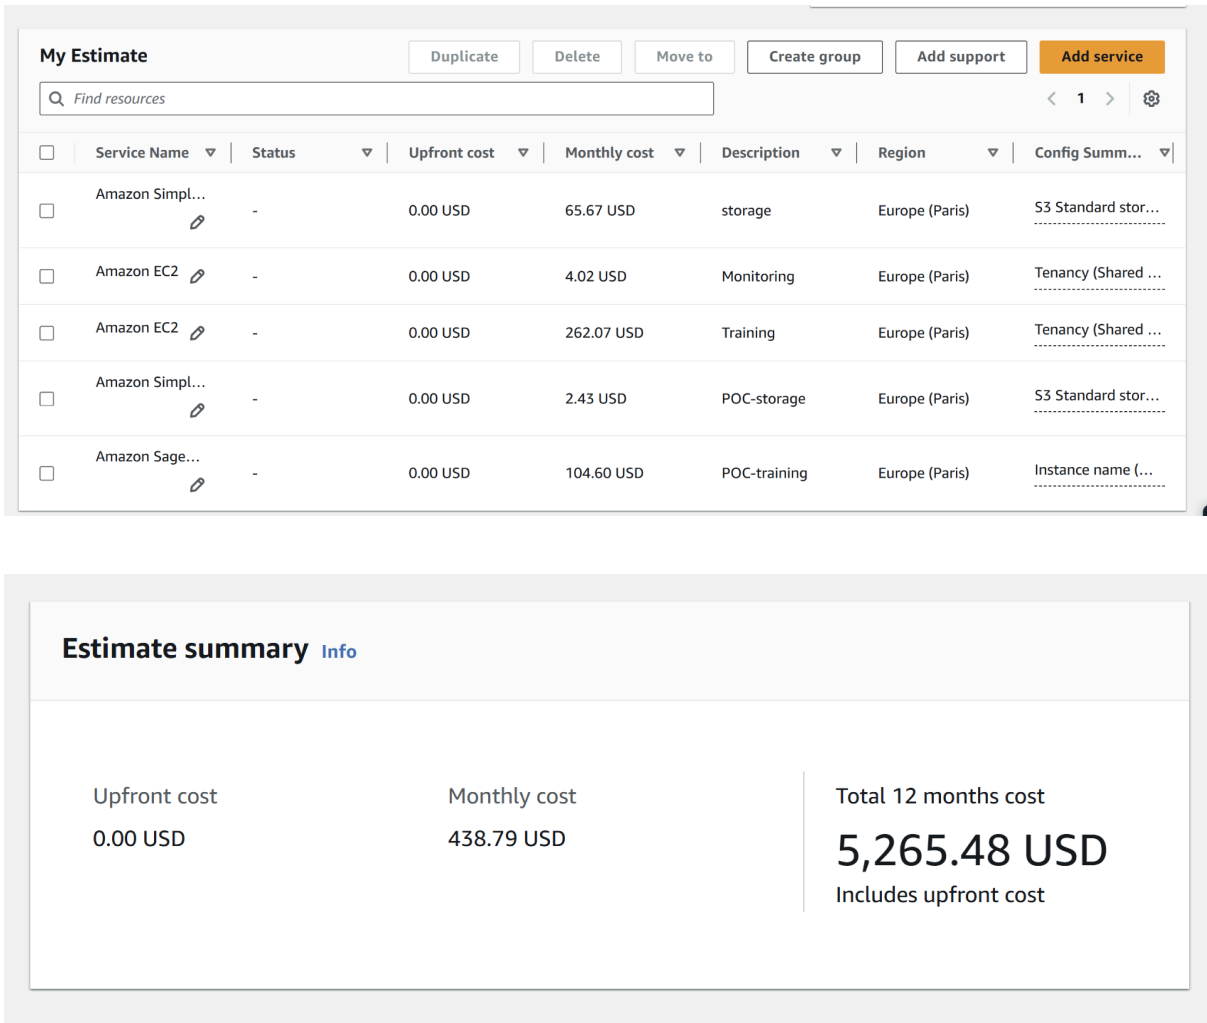 My Estimate
Duplicate
Delete
Move to
Create group
Add support
Add service
Find resources
1
Service Name
Status
Upfront cost
Monthly cost
Description
Region
Config Summ...
Amazon Simpl...
-
0.00 USD
65.67 USD
storage
Europe (Paris)
S3 Standard stor...
Amazon EC2
-
0.00 USD
4.02 USD
Monitoring
Europe (Paris)
Tenancy (Shared ...
Amazon EC2
-
0.00 USD
262.07 USD
Training
Europe (Paris)
Tenancy (Shared ...
Amazon Simpl...
-
0.00 USD
2.43 USD
POC-storage
Europe (Paris)
S3 Standard stor...
Amazon Sage...
-
0.00 USD
104.60 USD
POC-training
Europe (Paris)
Instance name (...
Estimate summary Info
Upfront cost
0.00 USD
Monthly cost
438.79 USD
Total 12 months cost
5,265.48 USD
Includes upfront cost